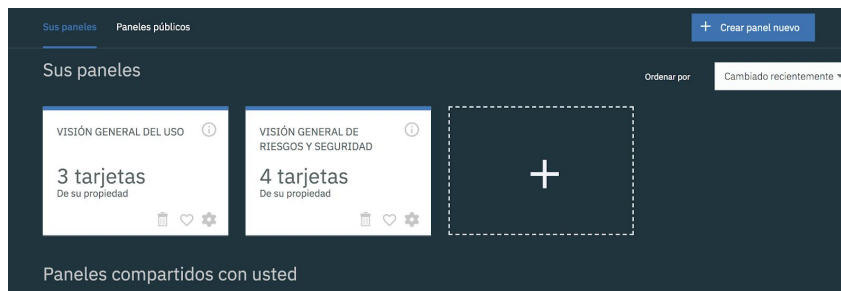 Sus paneles Paneles públicos
+ Crear panel nuevo
Sus paneles
Ordenar por
Cambiado recientemente
VISIÓN GENERAL DEL USO
3 tarjetas
De su propiedad
VISIÓN GENERAL DE
RIESGOS Y SEGURIDAD
4 tarjetas
De su propiedad
Paneles compartidos con usted